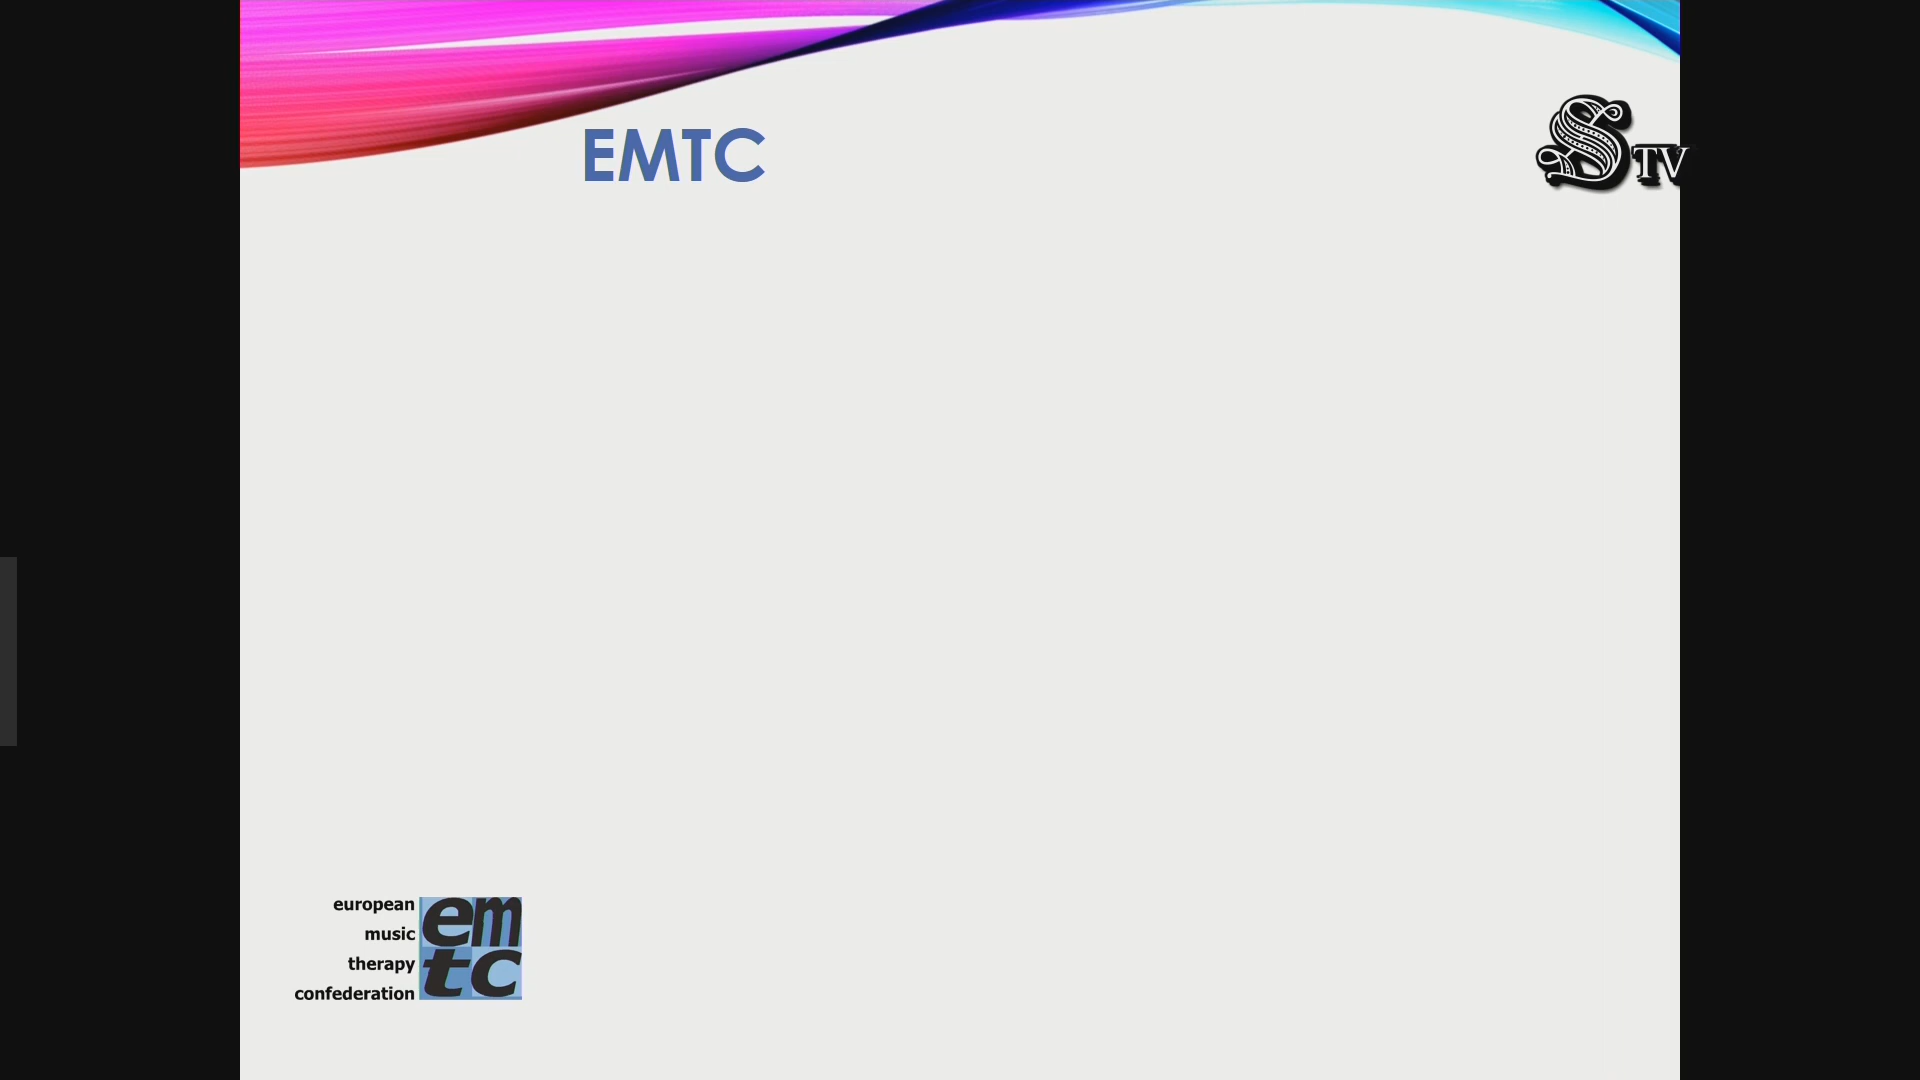 EMTC
STV
european
music
therapy
confederation
em
tc